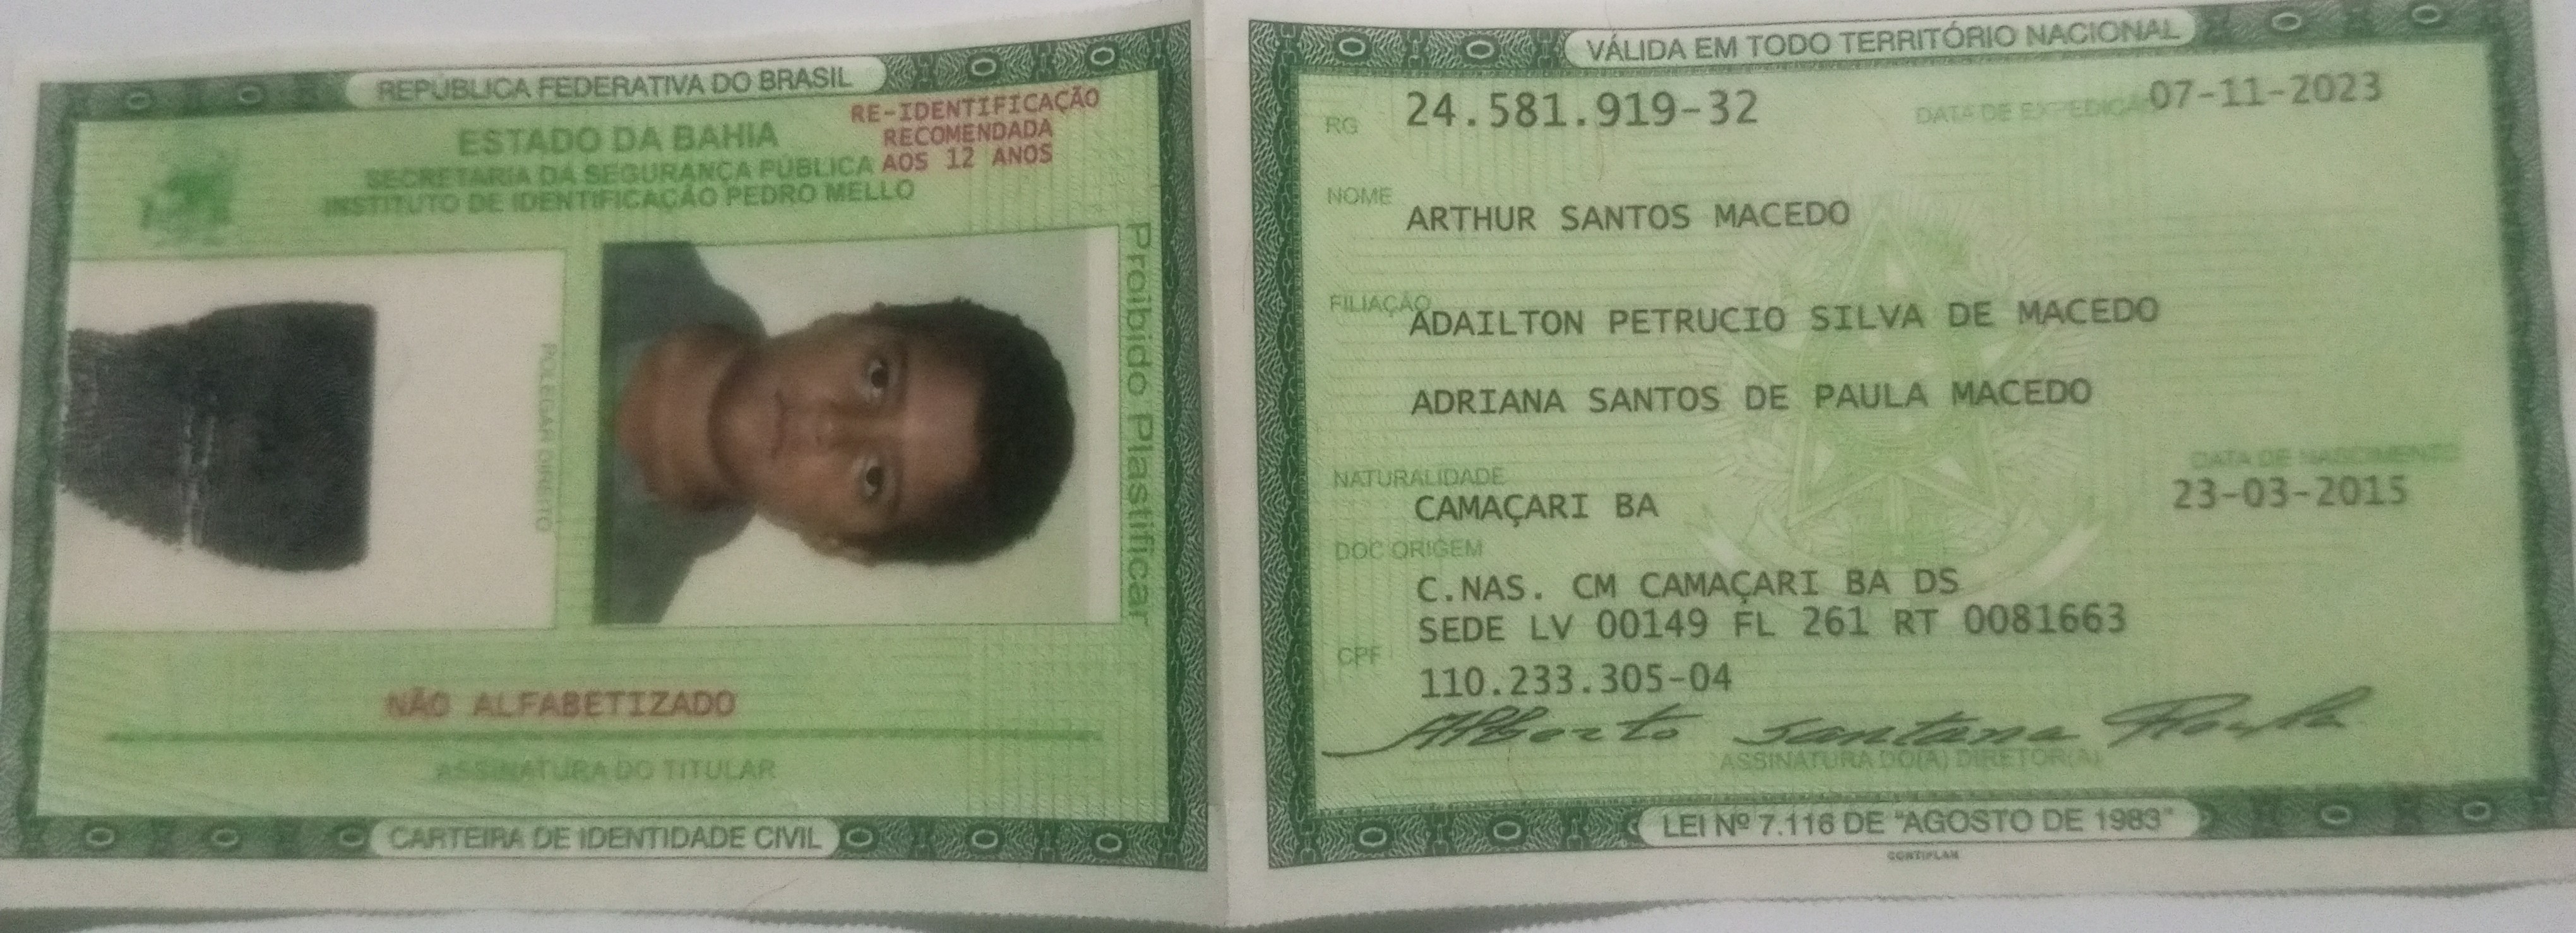 REPÚBLICA FEDERATIVA DO BRASIL
RE-IDENTIFICAÇÃO
RECOMENDADA
AOS 12 ANOS
ESTADO DA BAHIA
SECRETARIA DA SEGURANÇA PÚBLICA
INSTITUTO DE IDENTIFICAÇÃO PEDRO MELLO
POLEGAR DIREITO
Proibido Plastificar
NÃO ALFABETIZADO
ASSINATURA DO TITULAR
CARTEIRA DE IDENTIDADE CIVIL
VÁLIDA EM TODO TERRITÓRIO NACIONAL
RG 24.581.919-32 DATA DE EXPEDIÇÃO 07-11-2023
NOME ARTHUR SANTOS MACEDO
FILIAÇÃO ADAILTON PETRUCIO SILVA DE MACEDO
ADRIANA SANTOS DE PAULA MACEDO
NATURALIDADE DATA DE NASCIMENTO
CAMAÇARI BA 23-03-2015
DOC ORIGEM
C.NAS. CM CAMAÇARI BA DS
SEDE LV 00149 FL 261 RT 0081663
CPF
110.233.305-04
Alberto Santana Paula
ASSINATURA DO(A) DIRETOR(A)
LEI Nº 7.116 DE "AGOSTO DE 1983"